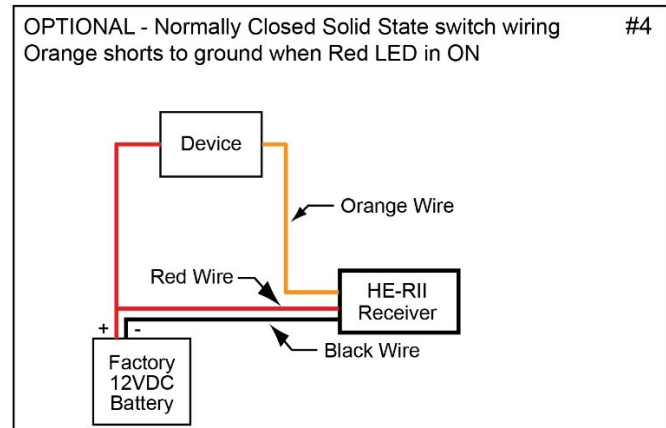 OPTIONAL - Normally Closed Solid State switch wiring #4
Orange shorts to ground when Red LED in ON
Device
Orange Wire
Red Wire
HE-RII
Receiver
+ -
Black Wire
Factory
12VDC
Battery